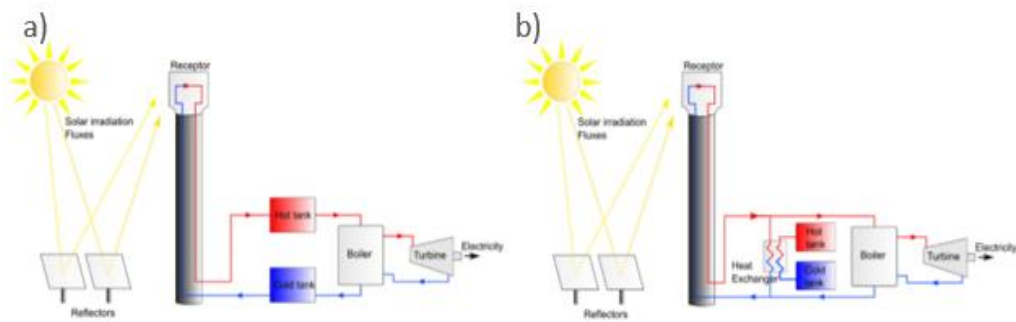 a)
Receptor
Solar irradiation
Fluxes
Hot tank
Cold tank
Boiler
Turbine
Electricity
Reflectors
b)
Receptor
Solar irradiation
Fluxes
Hot
tank
Cold
tank
Heat
Exchanger
Boiler
Turbine
Electricity
Reflectors